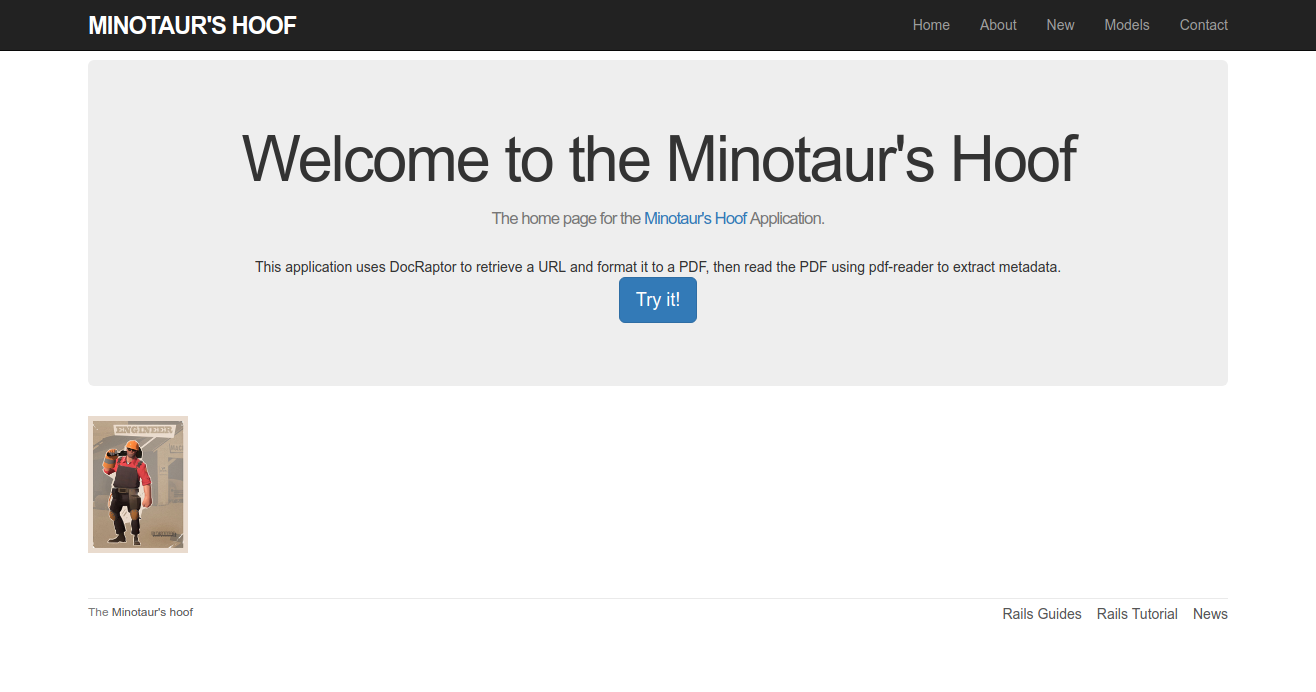 MINOTAUR'S HOOF
Home About New Models Contact
Welcome to the Minotaur's Hoof
The home page for the Minotaur's Hoof Application.
This application uses DocRaptor to retrieve a URL and format it to a PDF, then read the PDF using pdf-reader to extract metadata.
Try it!
ENGINEER
The Minotaur's hoof
Rails Guides Rails Tutorial News